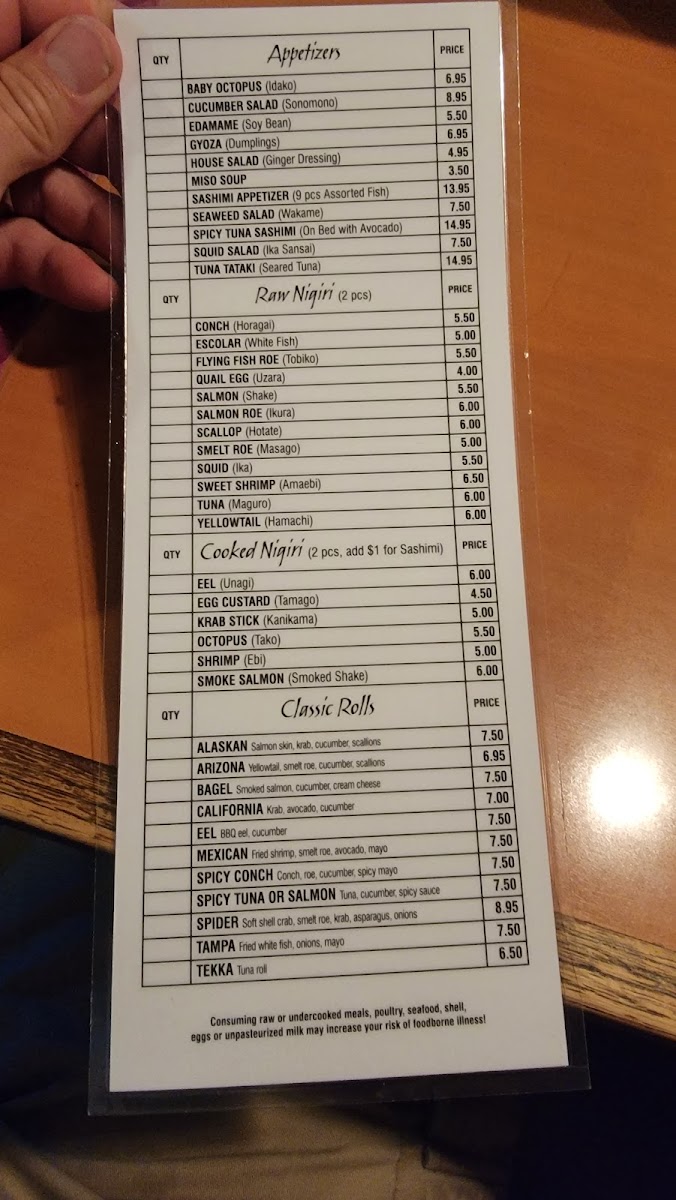 QTY Appetizers PRICE
BABY OCTOPUS (Idako) 6.95
CUCUMBER SALAD (Sonomono) 8.95
EDAMAME (Soy Bean) 5.50
GYOZA (Dumplings) 6.95
HOUSE SALAD (Ginger Dressing) 4.95
MISO SOUP 3.50
SASHIMI APPETIZER (9 pcs Assorted Fish) 13.95
SEAWEED SALAD (Wakame) 7.50
SPICY TUNA SASHIMI (On Bed with Avocado) 14.95
SQUID SALAD (Ika Sansai) 7.50
TUNA TATAKI (Seared Tuna) 14.95
QTY Raw Nigiri (2 pcs) PRICE
CONCH (Horagai) 5.50
ESCOLAR (White Fish) 5.00
FLYING FISH ROE (Tobiko) 5.50
QUAIL EGG (Uzara) 4.00
SALMON (Shake) 5.50
SALMON ROE (Ikura) 6.00
SCALLOP (Hotate) 6.00
SMELT ROE (Masago) 5.00
SQUID (Ika) 5.50
SWEET SHRIMP (Amaebi) 6.50
TUNA (Maguro) 6.00
YELLOWTAIL (Hamachi) 6.00
QTY Cooked Nigiri (2 pcs, add $1 for Sashimi) PRICE
EEL (Unagi) 6.00
EGG CUSTARD (Tamago) 4.50
KRAB STICK (Kanikama) 5.00
OCTOPUS (Tako) 5.50
SHRIMP (Ebi) 5.00
SMOKE SALMON (Smoked Shake) 6.00
QTY Classic Rolls PRICE
ALASKAN Salmon skin, krab, cucumber, scallions 7.50
ARIZONA Yellowtail, smelt roe, cucumber, scallions 6.95
BAGEL Smoked salmon, cucumber, cream cheese 7.50
CALIFORNIA Krab, avocado, cucumber 7.00
EEL BBQ eel, cucumber 7.50
MEXICAN Fried shrimp, smelt roe, avocado, mayo 7.50
SPICY CONCH Conch, roe, cucumber, spicy mayo 7.50
SPICY TUNA OR SALMON Tuna, cucumber, spicy sauce 7.50
SPIDER Soft shell crab, smelt roe, krab, asparagus, onions 8.95
TAMPA Fried white fish, onions, mayo 7.50
TEKKA Tuna roll 6.50
Consuming raw or undercooked meals, poultry, seafood, shell,
eggs or unpasteurized milk may increase your risk of foodborne illness!